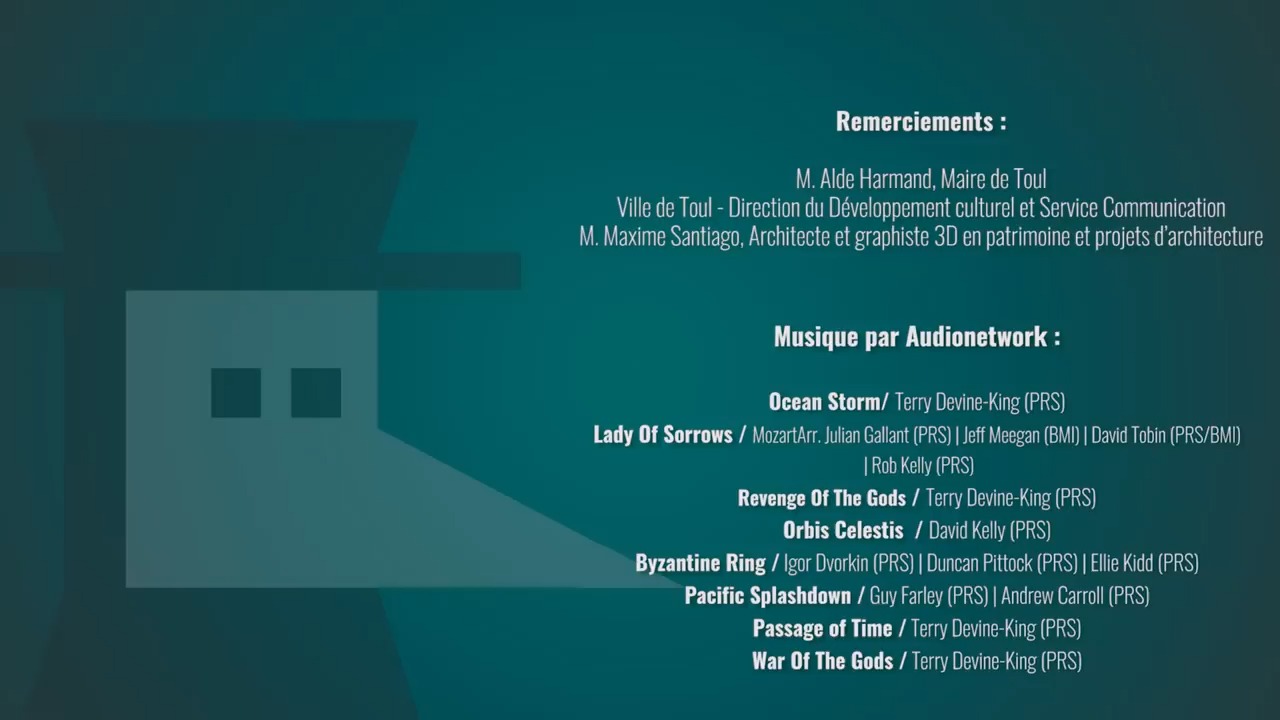 Remerciements :
M. Alde Harmand, Maire de Toul
Ville de Toul - Direction du Développement culturel et Service Communication
M. Maxime Santiago, Architecte et graphiste 3D en patrimoine et projets d'architecture
Musique par Audionetwork :
Ocean Storm/ Terry Devine-King (PRS)
Lady Of Sorrows / MozartArr. Julian Gallant (PRS) | Jeff Meegan (BMI) | David Tobin (PRS/BMI)
| Rob Kelly (PRS)
Revenge Of The Gods / Terry Devine-King (PRS)
Orbis Celestis / David Kelly (PRS)
Byzantine Ring / Igor Dvorkin (PRS) | Duncan Pittock (PRS) | Ellie Kidd (PRS)
Pacific Splashdown / Guy Farley (PRS) | Andrew Carroll (PRS)
Passage of Time / Terry Devine-King (PRS)
War Of The Gods / Terry Devine-King (PRS)